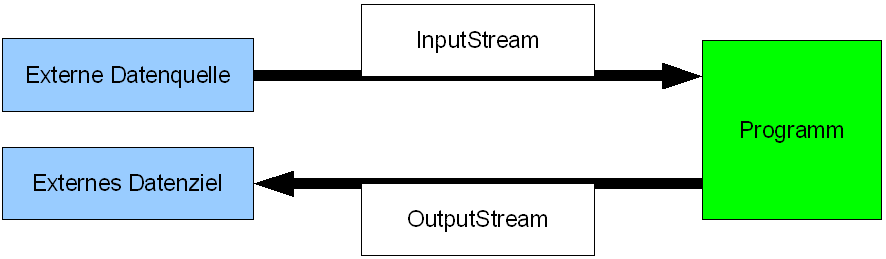 InputStream
Externe Datenquelle
Programm
Externes Datenziel
OutputStream